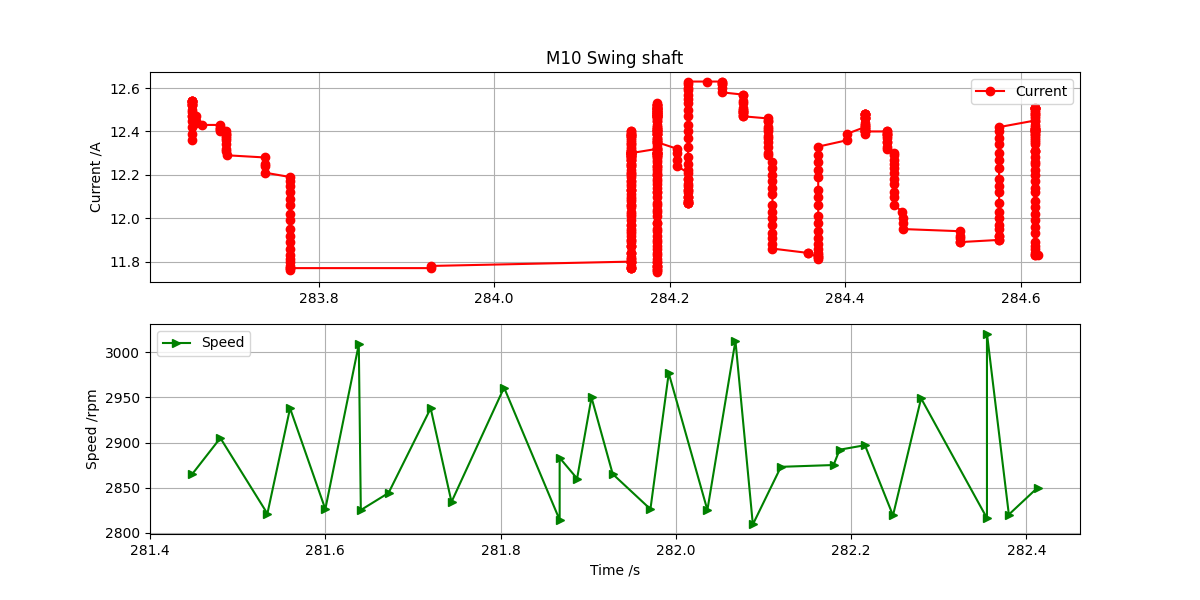 M10 Swing shaft
Current /A
12.6
12.4
12.2
12.0
11.8
Current
283.8 284.0 284.2 284.4 284.6
Speed /rpm
3000
2950
2900
2850
2800
Speed
281.4 281.6 281.8 282.0 282.2 282.4
Time /s